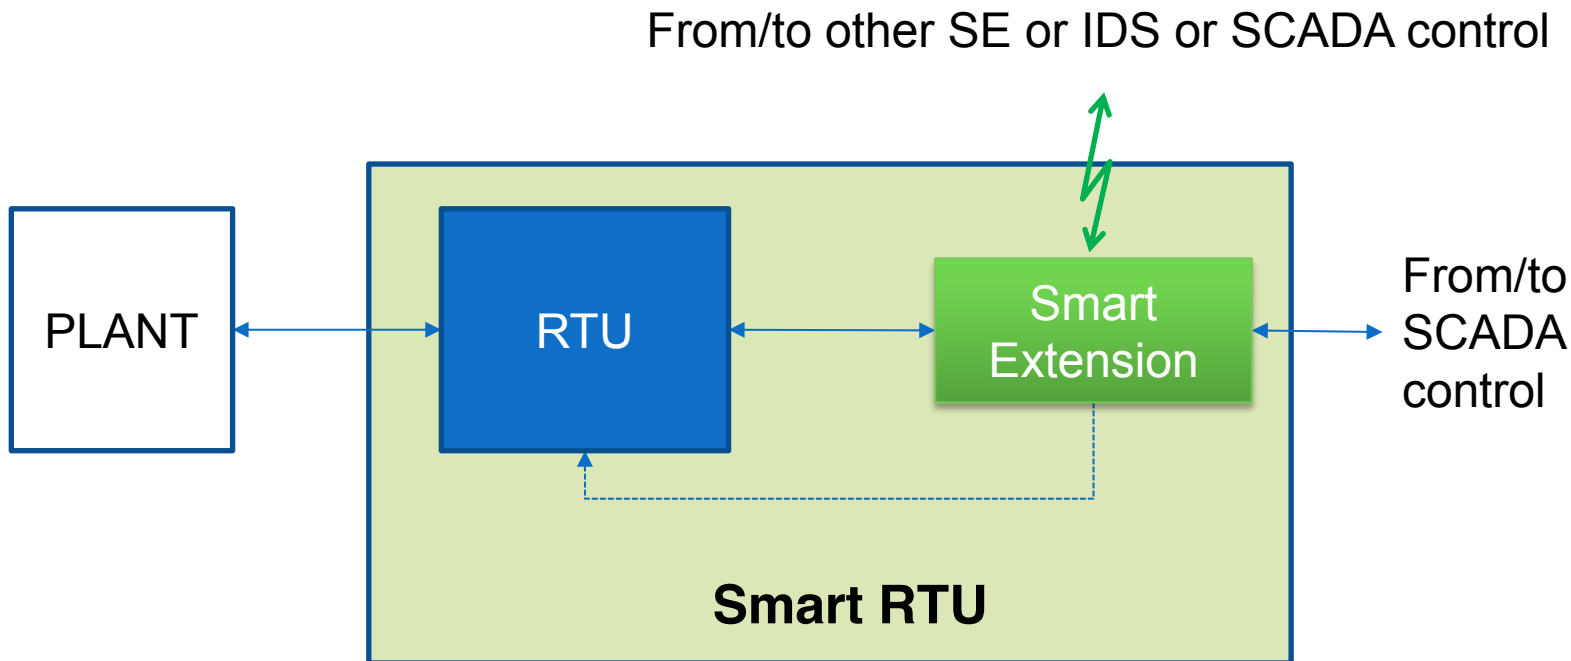 From/to other SE or IDS or SCADA control
PLANT
RTU
Smart
Extension
From/to
SCADA
control
Smart RTU